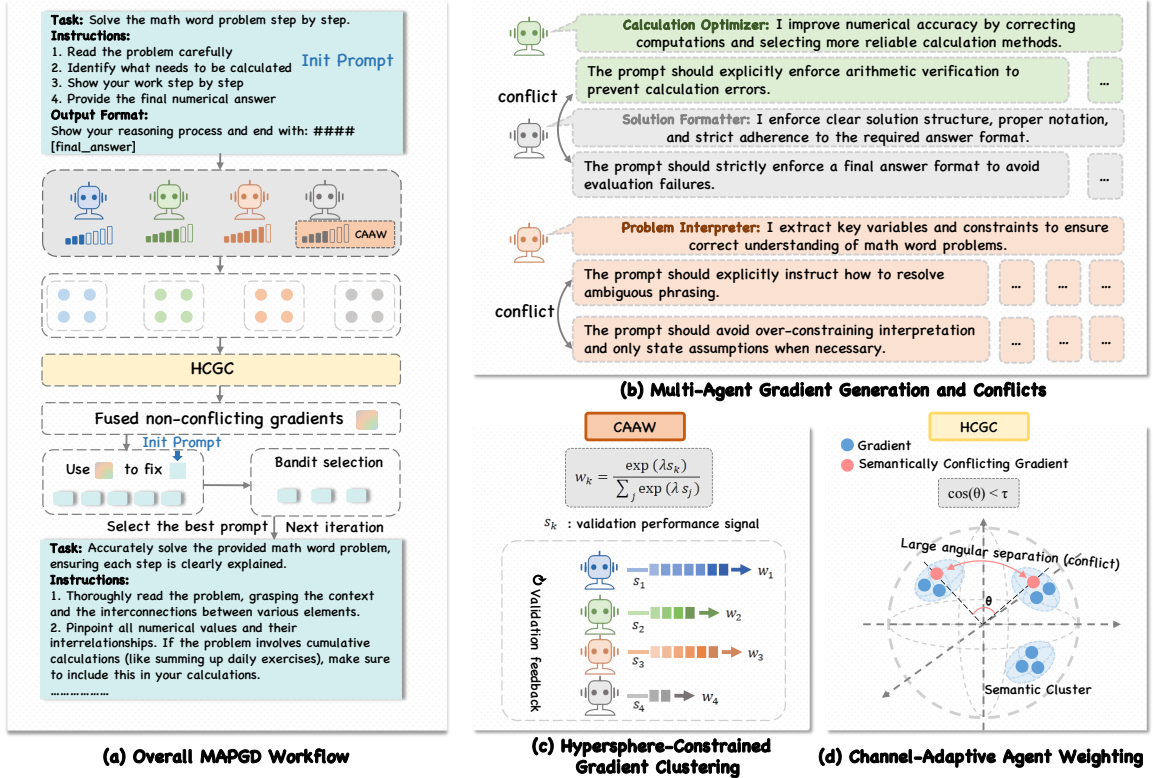 Task: Solve the math word problem step by step.
Instructions:
1. Read the problem carefully
2. Identify what needs to be calculated
3. Show your work step by step
4. Provide the final numerical answer
Init Prompt
Output Format:
Show your reasoning process and end with: ####
[final_answer]
CAAW
HCGC
Fused non-conflicting gradients
Init Prompt
Use to fix
Bandit selection
Select the best prompt
Next iteration
Task: Accurately solve the provided math word problem,
ensuring each step is clearly explained.
Instructions:
1. Thoroughly read the problem, grasping the context
and the interconnections between various elements.
2. Pinpoint all numerical values and their
interrelationships. If the problem involves cumulative
calculations (like summing up daily exercises), make sure
to include this in your calculations.
………………
(a) Overall MAPGD Workflow
Calculation Optimizer: I improve numerical accuracy by correcting
computations and selecting more reliable calculation methods.
The prompt should explicitly enforce arithmetic verification to
prevent calculation errors.
...
conflict
Solution Formatter: I enforce clear solution structure, proper notation,
and strict adherence to the required answer format.
The prompt should strictly enforce a final answer format to avoid
evaluation failures.
...
Problem Interpreter: I extract key variables and constraints to ensure
correct understanding of math word problems.
The prompt should explicitly instruct how to resolve
ambiguous phrasing.
... ... ...
conflict
The prompt should avoid over-constraining interpretation
and only state assumptions when necessary.
... ... ...
(b) Multi-Agent Gradient Generation and Conflicts
CAAW
w_k = exp (λs_k) / ∑_j exp (λ s_j)
s_k : validation performance signal
Validation feedback
s_1 w_1
s_2 w_2
s_3 w_3
s_4 w_4
(c) Hypersphere-Constrained
Gradient Clustering
HCGC
Gradient
Semantically Conflicting Gradient
cos(θ) < τ
Large angular separation (conflict)
θ
Semantic Cluster
(d) Channel-Adaptive Agent Weighting